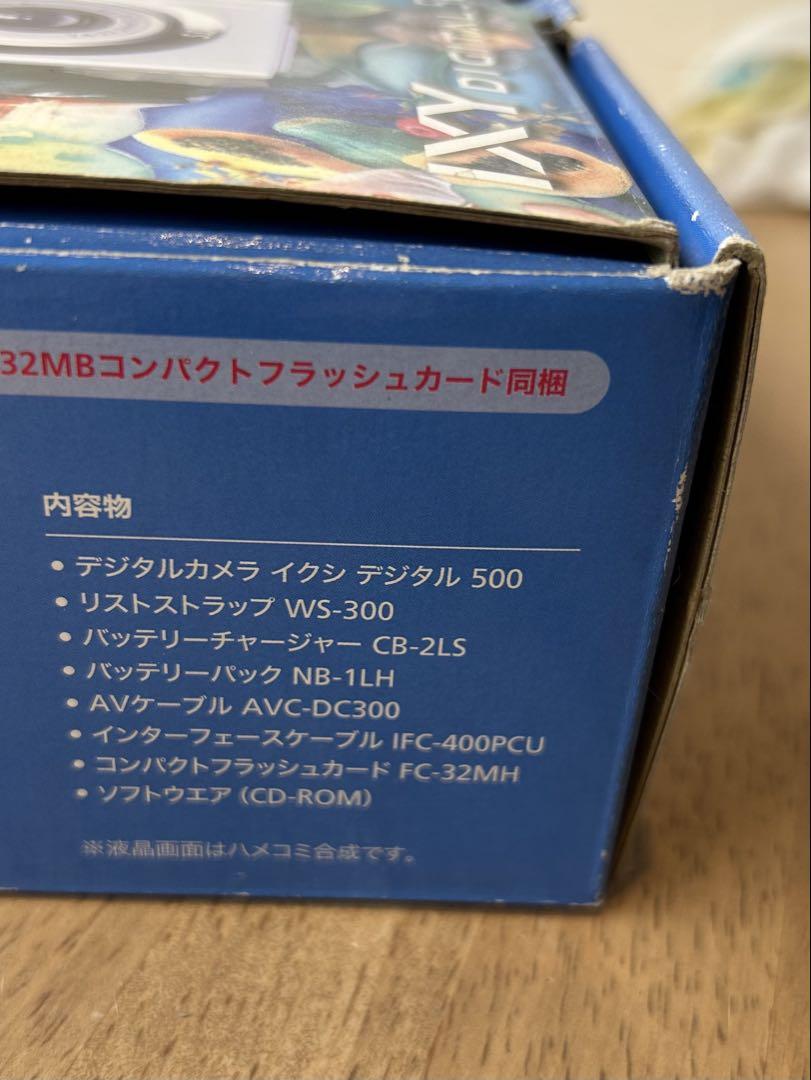 IXY DIGITAL
32MBコンパクトフラッシュカード同梱
内容物
• デジタルカメラ イクシ デジタル 500
• リストストラップ WS-300
• バッテリーチャージャー CB-2LS
• バッテリーパック NB-1LH
• AVケーブル AVC-DC300
• インターフェースケーブル IFC-400PCU
• コンパクトフラッシュカード FC-32MH
• ソフトウエア（CD-ROM）
※液晶画面はハメコミ合成です。